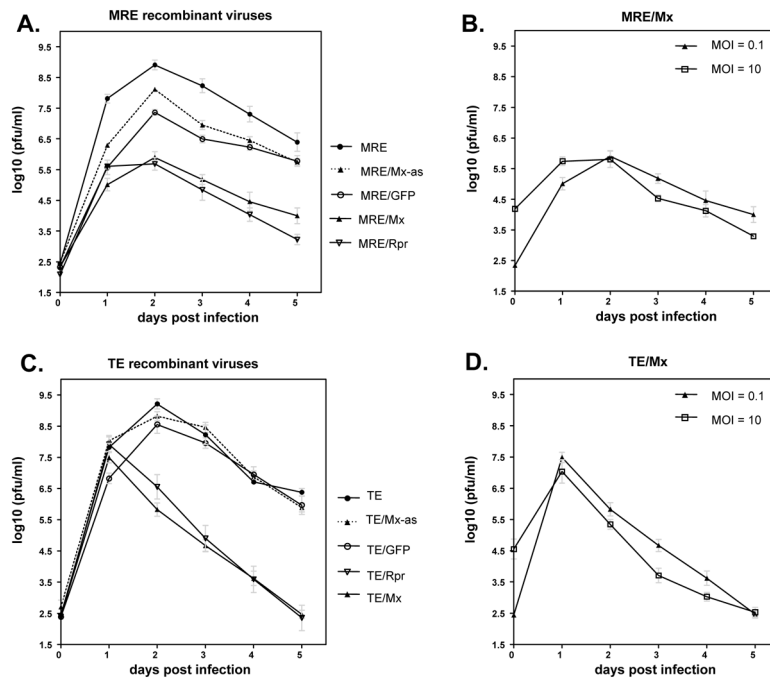 A.
MRE recombinant viruses
9.5
8.5
7.5
6.5
5.5
4.5
3.5
2.5
1.5
log10 (pfu/ml)
0 1 2 3 4 5
days post infection
MRE
MRE/Mx-as
MRE/GFP
MRE/Mx
MRE/Rpr
B.
MRE/Mx
9.5
8.5
7.5
6.5
5.5
4.5
3.5
2.5
1.5
log10 (pfu/ml)
0 1 2 3 4 5
days post infection
MOI = 0.1
MOI = 10
C.
TE recombinant viruses
9.5
8.5
7.5
6.5
5.5
4.5
3.5
2.5
1.5
log10 (pfu/ml)
0 1 2 3 4 5
days post infection
TE
TE/Mx-as
TE/GFP
TE/Rpr
TE/Mx
D.
TE/Mx
9.5
8.5
7.5
6.5
5.5
4.5
3.5
2.5
1.5
log10 (pfu/ml)
0 1 2 3 4 5
days post infection
MOI = 0.1
MOI = 10